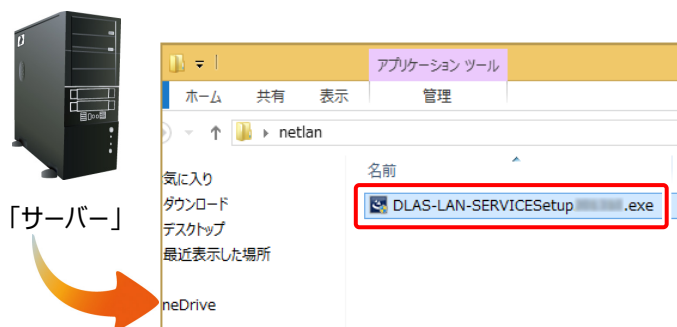 アプリケーション ツール
ホーム 共有 表示 管理
netlan
名前
気に入り
ダウンロード
デスクトップ
最近表示した場所
neDrive
DLAS-LAN-SERVICESetup .exe
「サーバー」